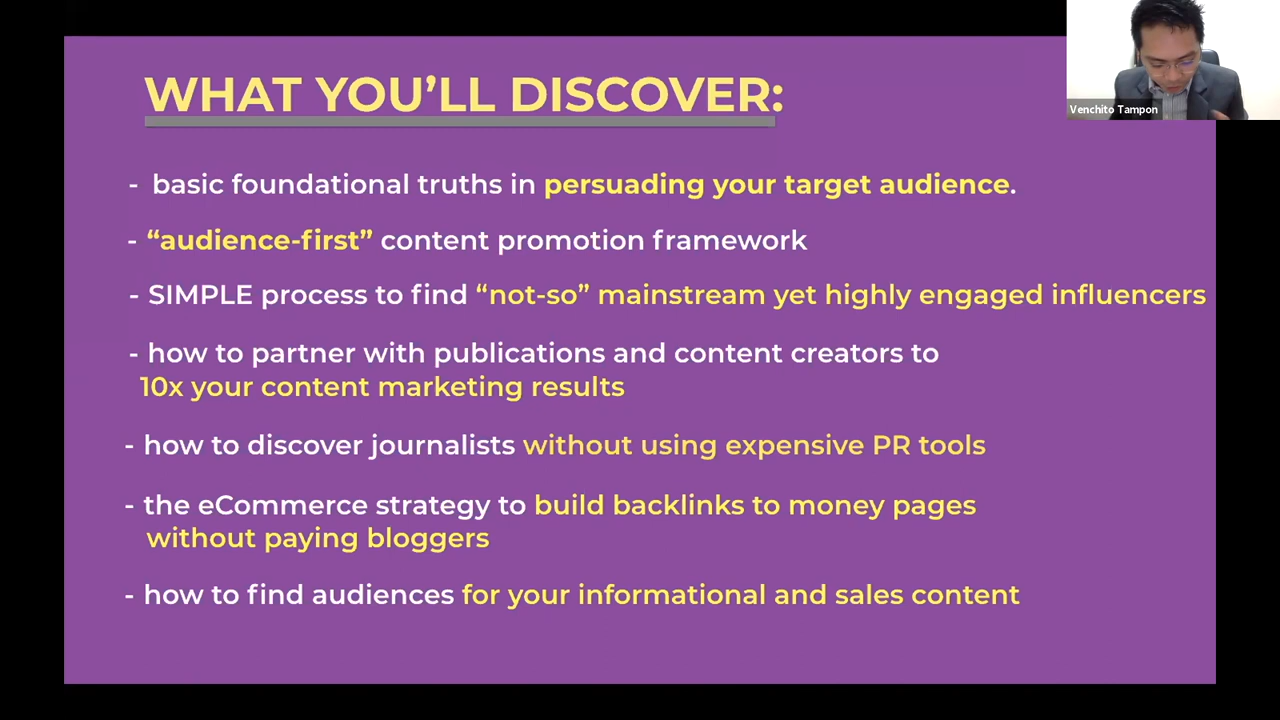 WHAT YOU’LL DISCOVER:
Venchito Tampon
- basic foundational truths in persuading your target audience.
- “audience-first” content promotion framework
- SIMPLE process to find “not-so” mainstream yet highly engaged influencers
- how to partner with publications and content creators to
10x your content marketing results
- how to discover journalists without using expensive PR tools
- the eCommerce strategy to build backlinks to money pages
without paying bloggers
- how to find audiences for your informational and sales content